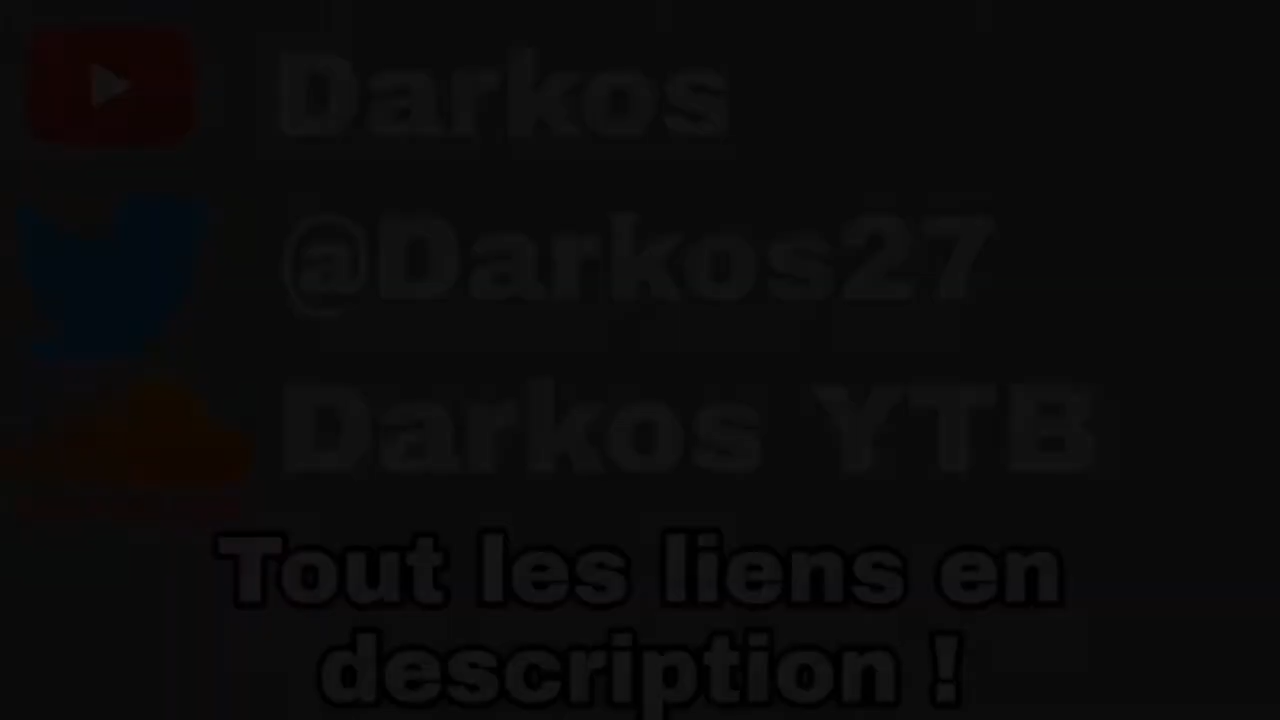 Darkos
@Darkos27
Darkos YTB
Tout les liens en
description !